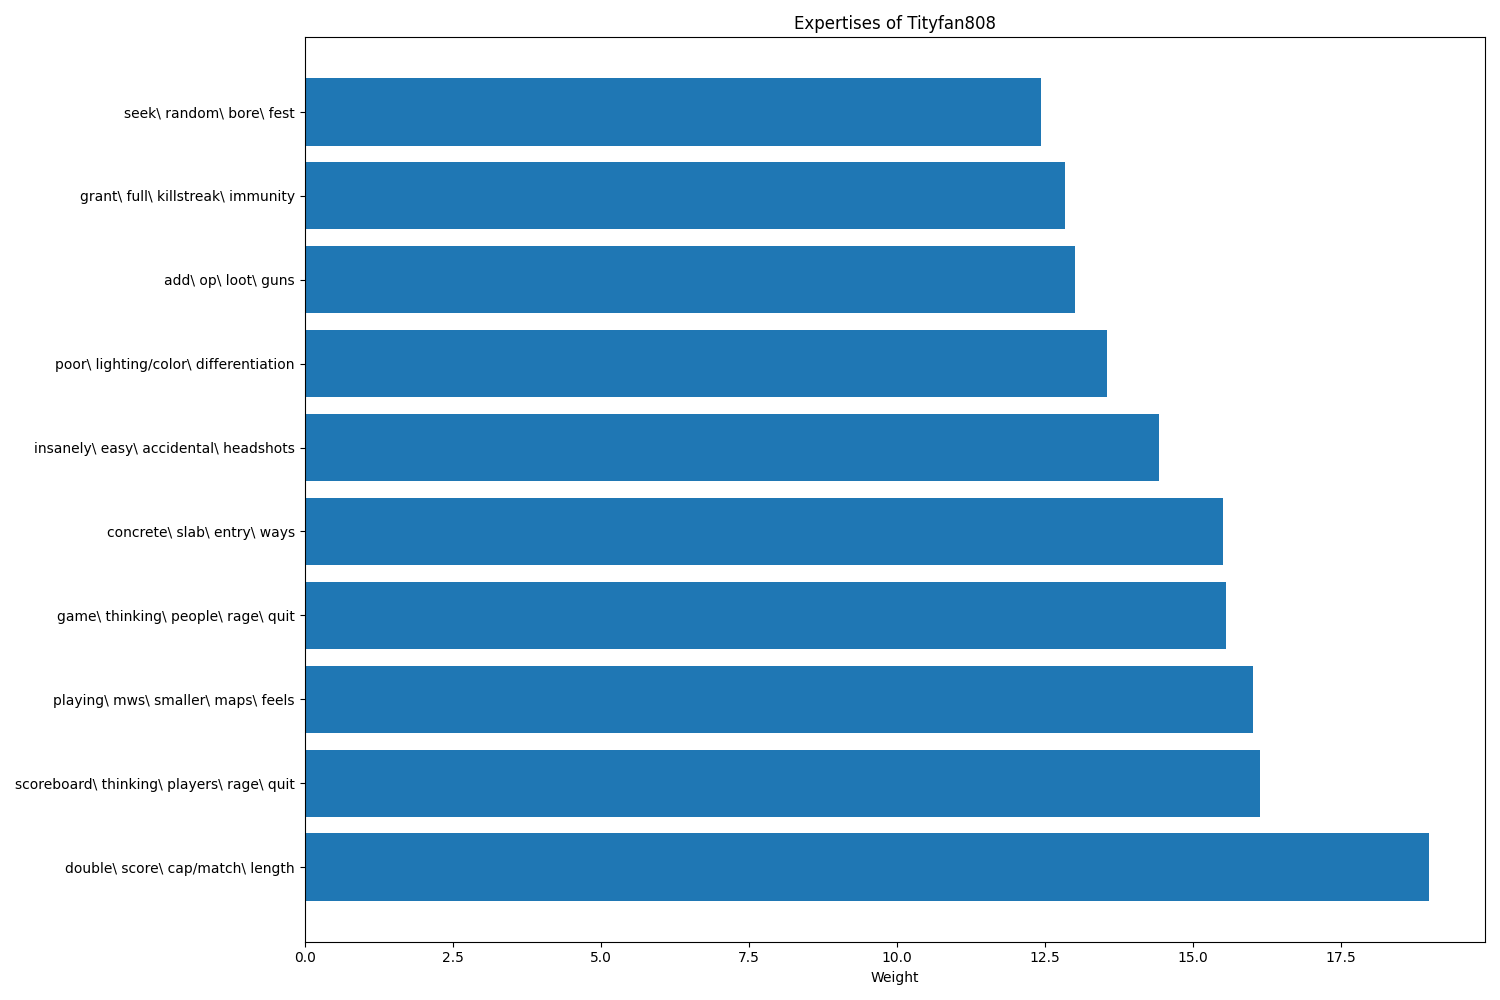 Expertises of Tityfan808
seek\ random\ bore\ fest
grant\ full\ killstreak\ immunity
add\ op\ loot\ guns
poor\ lighting/color\ differentiation
insanely\ easy\ accidental\ headshots
concrete\ slab\ entry\ ways
game\ thinking\ people\ rage\ quit
playing\ mws\ smaller\ maps\ feels
scoreboard\ thinking\ players\ rage\ quit
double\ score\ cap/match\ length
0.0 2.5 5.0 7.5 10.0 12.5 15.0 17.5
Weight